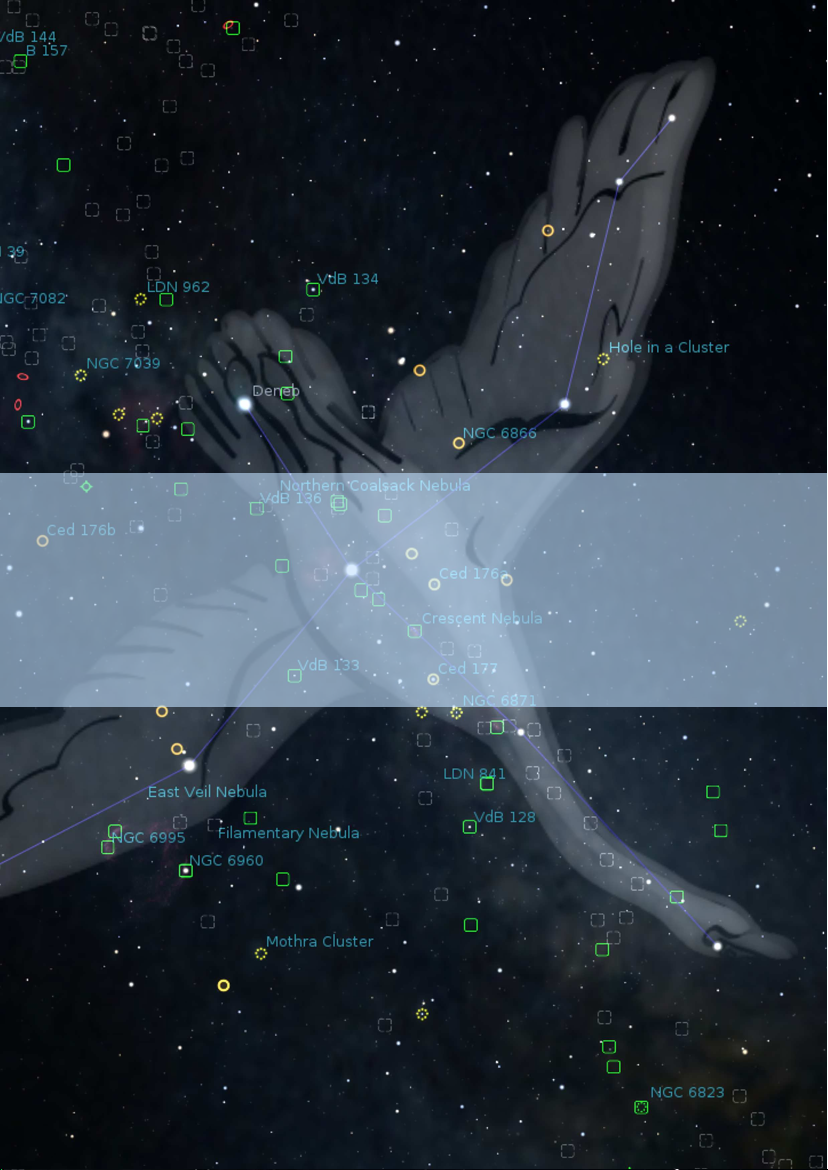 VdB 144
B 157
39
LDN 962
VdB 134
NGC 7082
Hole in a Cluster
NGC 7039
Deneb
NGC 6866
Northern Coalsack Nebula
VdB 136
Ced 176b
Ced 176a
Crescent Nebula
VdB 133
Ced 177
NGC 6871
LDN 841
East Veil Nebula
VdB 128
Filamentary Nebula
NGC 6995
NGC 6960
Mothra Cluster
NGC 6823